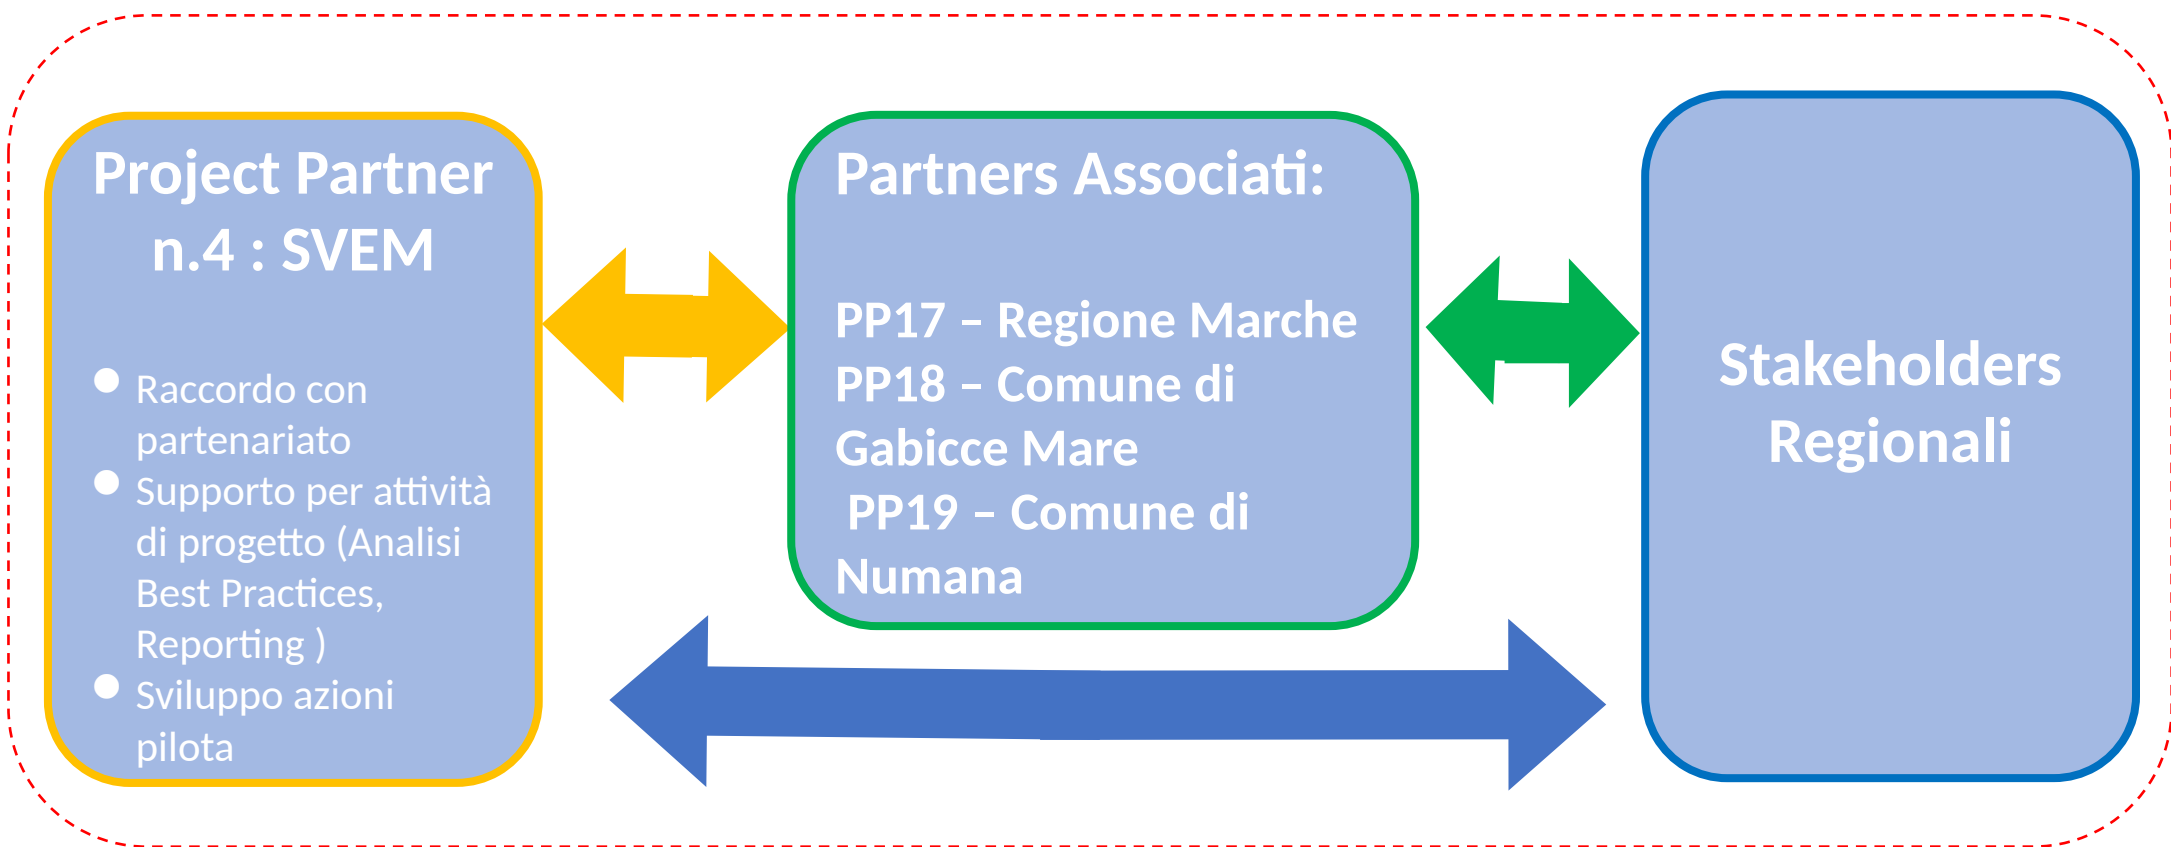 Project Partner
n.4 : SVEM
Raccordo con
partenariato
Supporto per attività
di progetto (Analisi
Best Practices,
Reporting )
Sviluppo azioni
pilota
Partners Associati:
PP17 – Regione Marche
PP18 – Comune di
Gabicce Mare
PP19 – Comune di
Numana
Stakeholders
Regionali